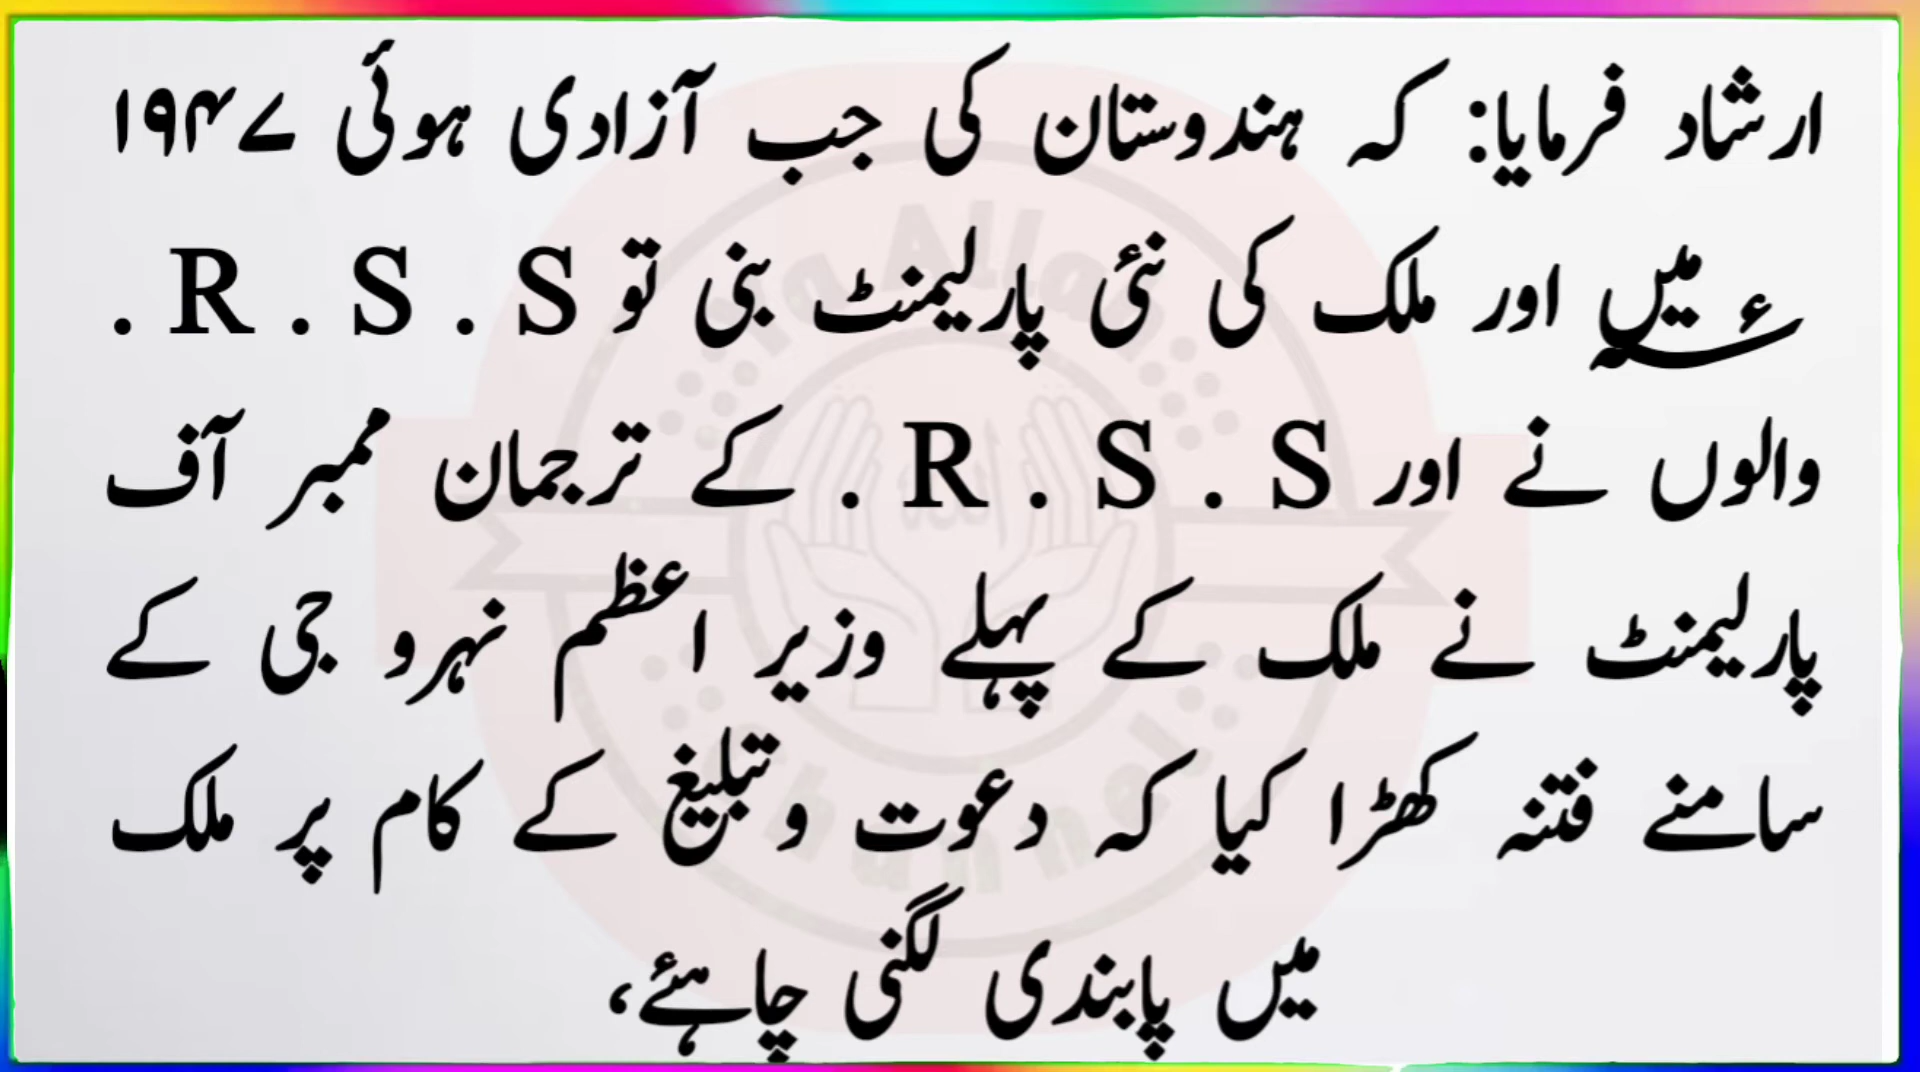 ارشاد فرمایا: کہ ہندوستان کی جب آزادی ہوئی ۱۹۴۷
؁ء میں اور ملک کی نئی پارلیمنٹ بنی تو R . S . S .
والوں نے اور R . S . S . کے ترجمان ممبر آف
پارلیمنٹ نے ملک کے پہلے وزیر اعظم نہرو جی کے
سامنے فتنہ کھڑا کیا کہ دعوت و تبلیغ کے کام پر ملک
میں پابندی لگنی چاہئے،